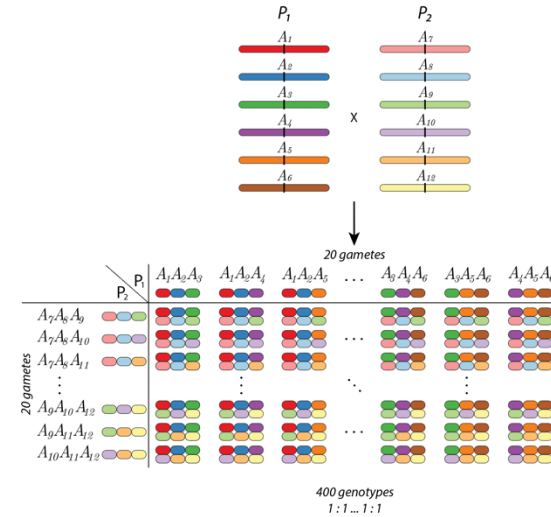 P₁ P₂
A₁ A₇
A₂ A₈
A₃ A₉
A₄ A₁₀
X
A₅ A₁₁
A₆ A₁₂
20 gametes
P₁ A₁A₂A₃ A₁A₂A₄ A₁A₂A₅ ... A₃A₄A₆ A₃A₅A₆ A₄A₅A₆
P₂
20 gametes
A₇A₈A₉
A₇A₈A₁₀ ...
A₇A₈A₁₁
⋮ ⋮ ⋮ ⋱ ⋮ ⋮
A₉A₁₀A₁₂
A₉A₁₁A₁₂ ...
A₁₀A₁₁A₁₂
400 genotypes
1 : 1 ... 1 : 1